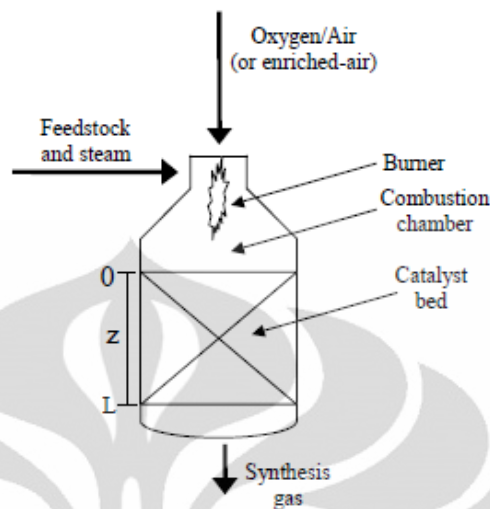 Oxygen/Air
(or enriched-air)
Feedstock
and steam
Burner
Combustion
chamber
0
Catalyst
bed
z
L
Synthesis
gas